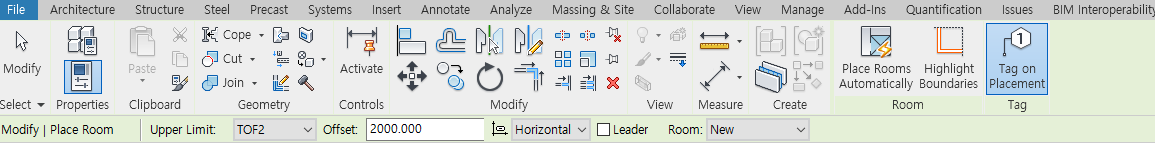 File Architecture Structure Steel Precast Systems Insert Annotate Analyze Massing & Site Collaborate View Manage Add-Ins Quantification Issues BIM Interoperability
Cope
Cut
Join
Modify
Paste
Activate
Place Rooms
Automatically
Highlight
Boundaries
1
Tag on
Placement
Select Properties Clipboard Geometry Controls Modify View Measure Create Room Tag
Modify | Place Room Upper Limit: TOF2 Offset: 2000.000 Horizontal Leader Room: New